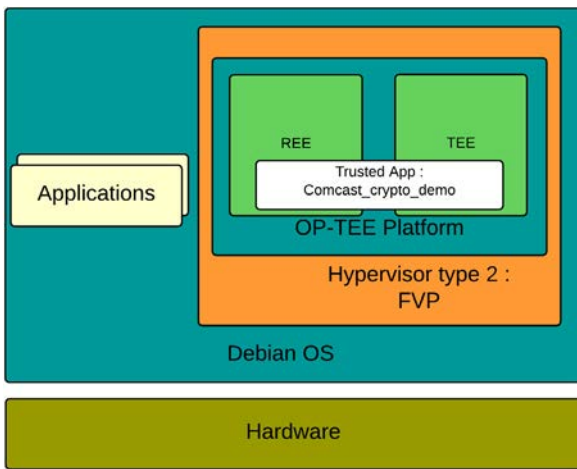 REE
TEE
Trusted App :
Comcast_crypto_demo
Applications
OP-TEE Platform
Hypervisor type 2 :
FVP
Debian OS
Hardware